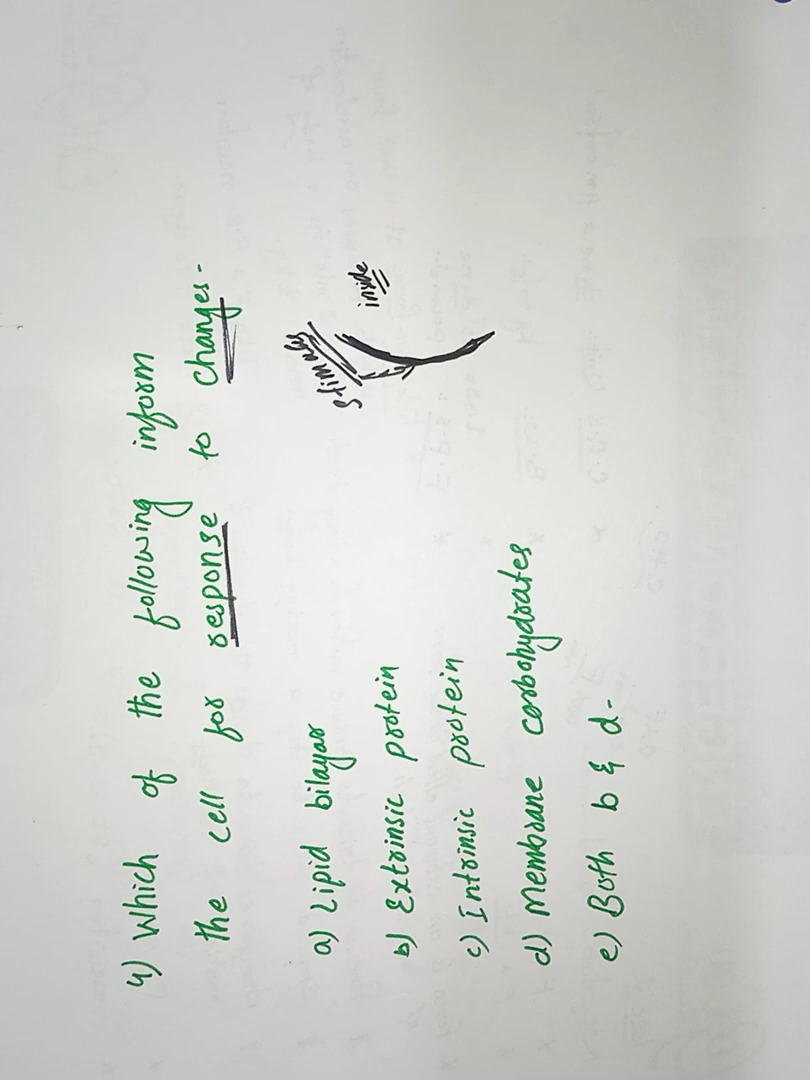 4) Which of the following inform
the cell for response to changes.
Stimulus
inside
a) Lipid bilayar
b) Extrinsic protein
c) Intrinsic protein
d) Membrane carbohydrates
e) Both b & d.